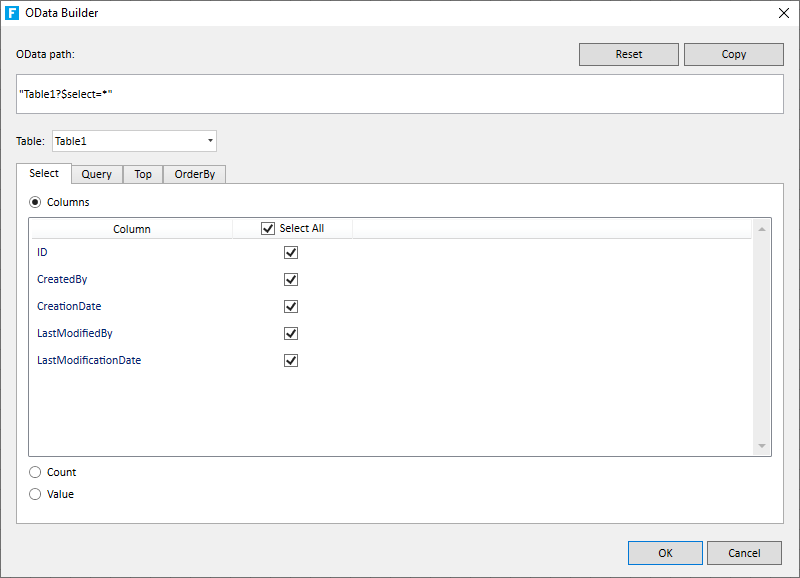 F OData Builder
OData path:
Reset Copy
"Table1?$select=*"
Table: Table1
Select Query Top OrderBy
Columns
Column Select All
ID
CreatedBy
CreationDate
LastModifiedBy
LastModificationDate
Count
Value
OK Cancel